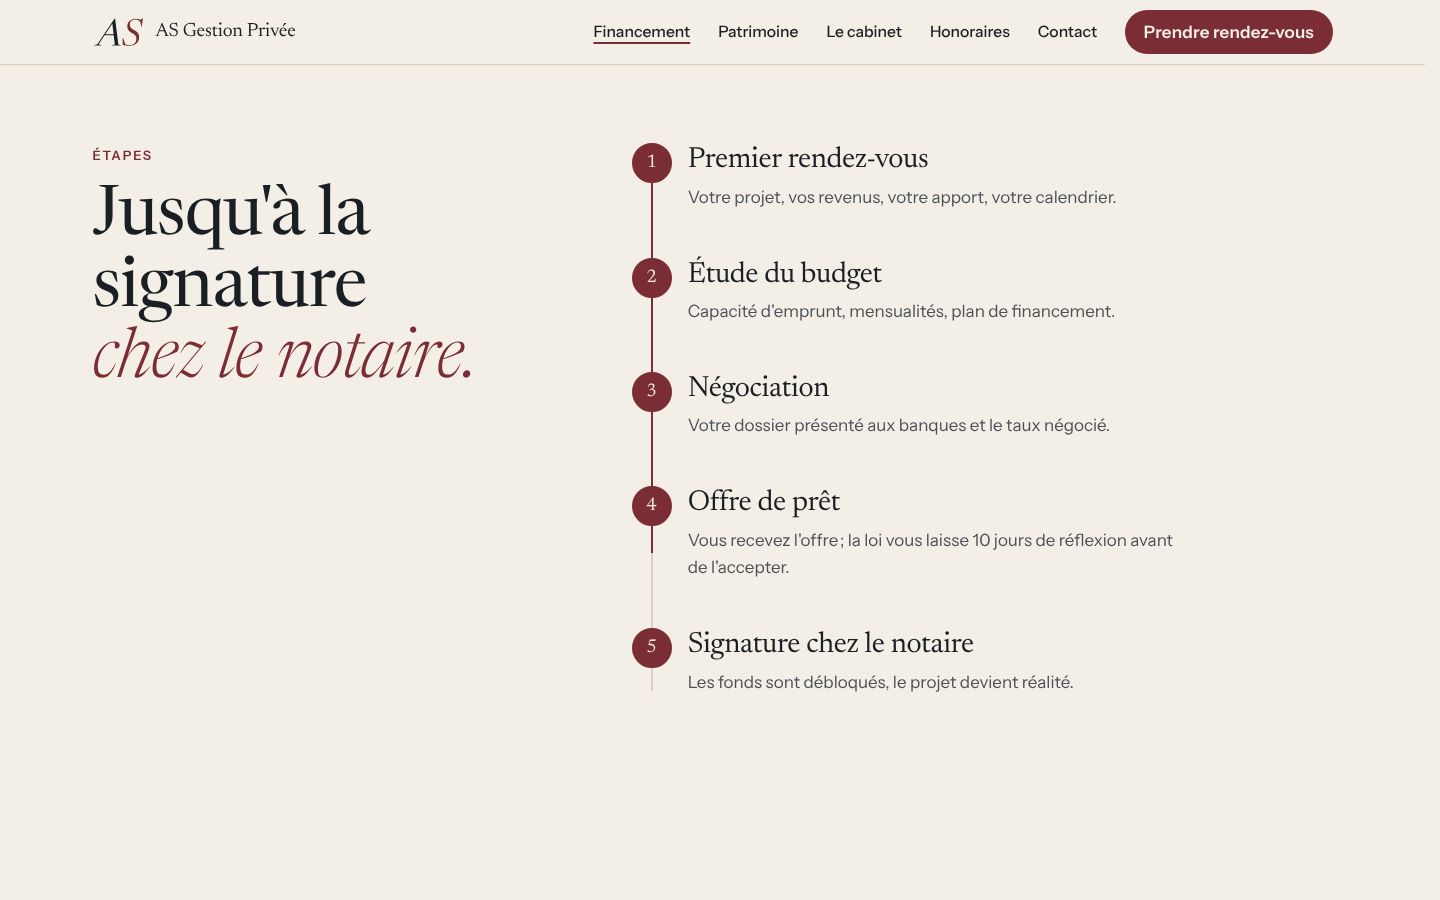 AS AS Gestion Privée
Financement Patrimoine Le cabinet Honoraires Contact Prendre rendez-vous
ÉTAPES
Jusqu'à la
signature
chez le notaire.
1 Premier rendez-vous
Votre projet, vos revenus, votre apport, votre calendrier.
2 Étude du budget
Capacité d'emprunt, mensualités, plan de financement.
3 Négociation
Votre dossier présenté aux banques et le taux négocié.
4 Offre de prêt
Vous recevez l'offre ; la loi vous laisse 10 jours de réflexion avant
de l'accepter.
5 Signature chez le notaire
Les fonds sont débloqués, le projet devient réalité.